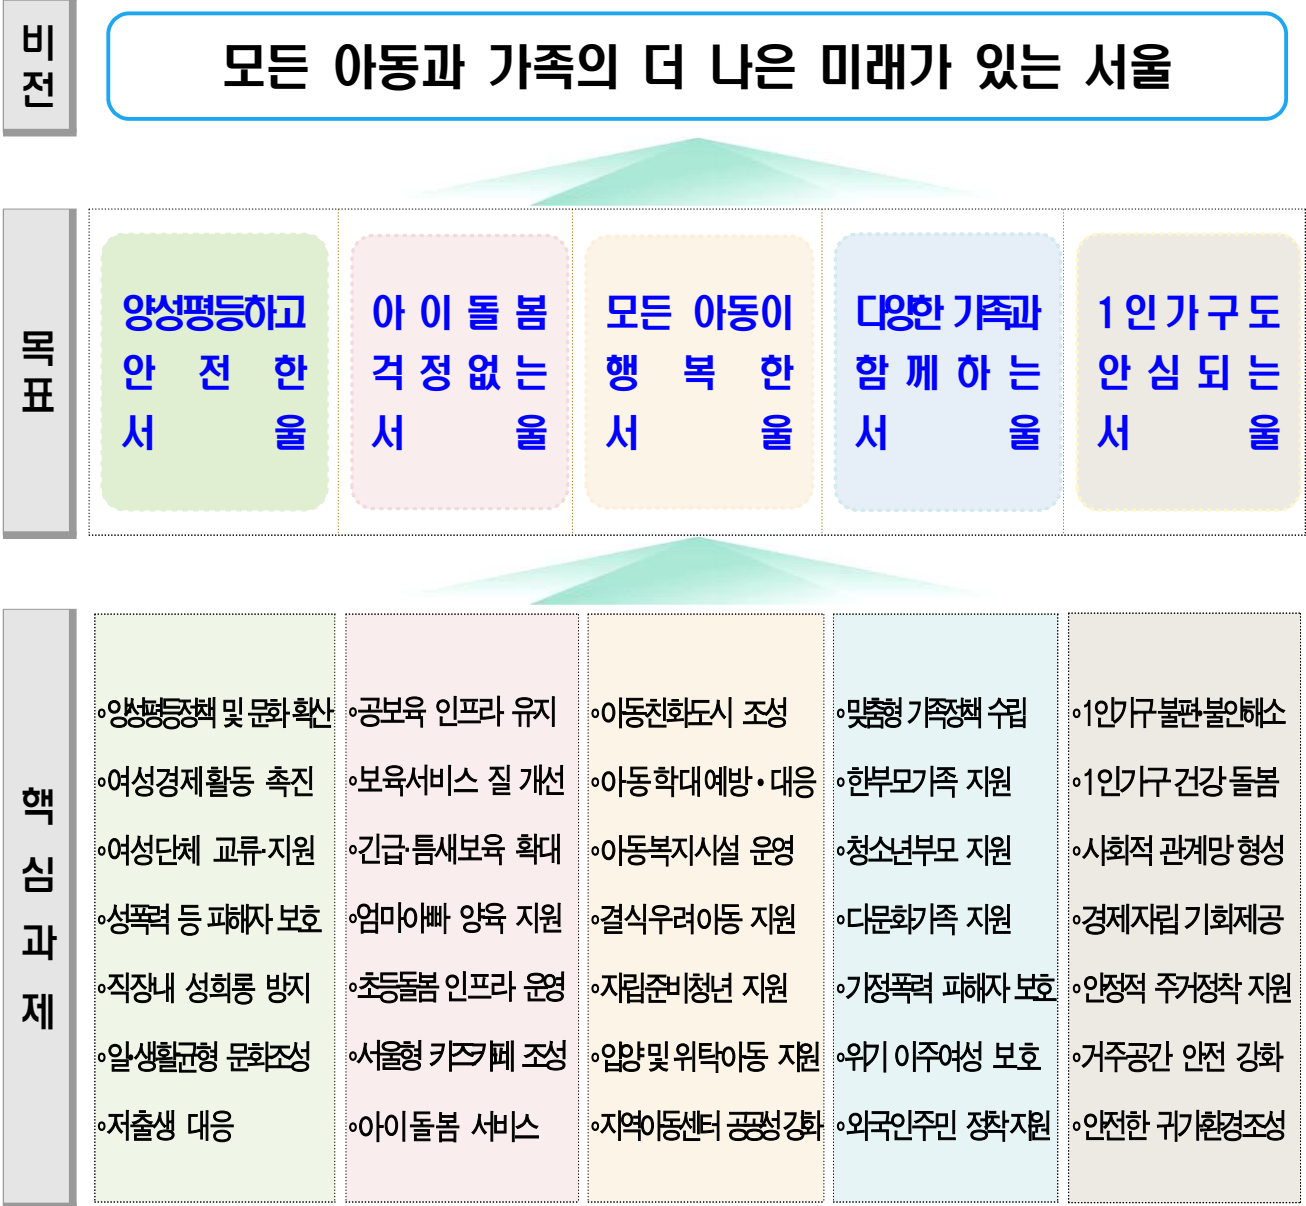 비전
모든 아동과 가족의 더 나은 미래가 있는 서울
목표
양성평등하고
안전한
서울
아이돌봄
걱정없는
서울
모든 아동이
행복한
서울
다양한 가족과
함께하는
서울
1인가구도
안심되는
서울
핵심과제
∘양성평등정책 및 문화 확산
∘여성경제활동 촉진
∘여성단체 교류·지원
∘성폭력 등 피해자 보호
∘직장내 성희롱 방지
∘일·생활균형 문화조성
∘저출생 대응
∘공보육 인프라 유지
∘보육서비스 질 개선
∘긴급·틈새보육 확대
∘엄마아빠 양육 지원
∘초등돌봄 인프라 운영
∘서울형 키즈카페 조성
∘아이돌봄 서비스
∘아동친화도시 조성
∘아동학대예방·대응
∘아동복지시설 운영
∘결식우려아동 지원
∘자립준비청년 지원
∘입양 및 위탁아동 지원
∘지역아동센터 공공성 강화
∘맞춤형 가족정책 수립
∘한부모가족 지원
∘청소년부모 지원
∘다문화가족 지원
∘가정폭력 피해자 보호
∘위기 이주여성 보호
∘외국인주민 정착지원
∘1인가구 불편·불안해소
∘1인가구 건강 돌봄
∘사회적 관계망 형성
∘경제자립 기회제공
∘안정적 주거정착 지원
∘거주공간 안전 강화
∘안전한 귀가환경조성